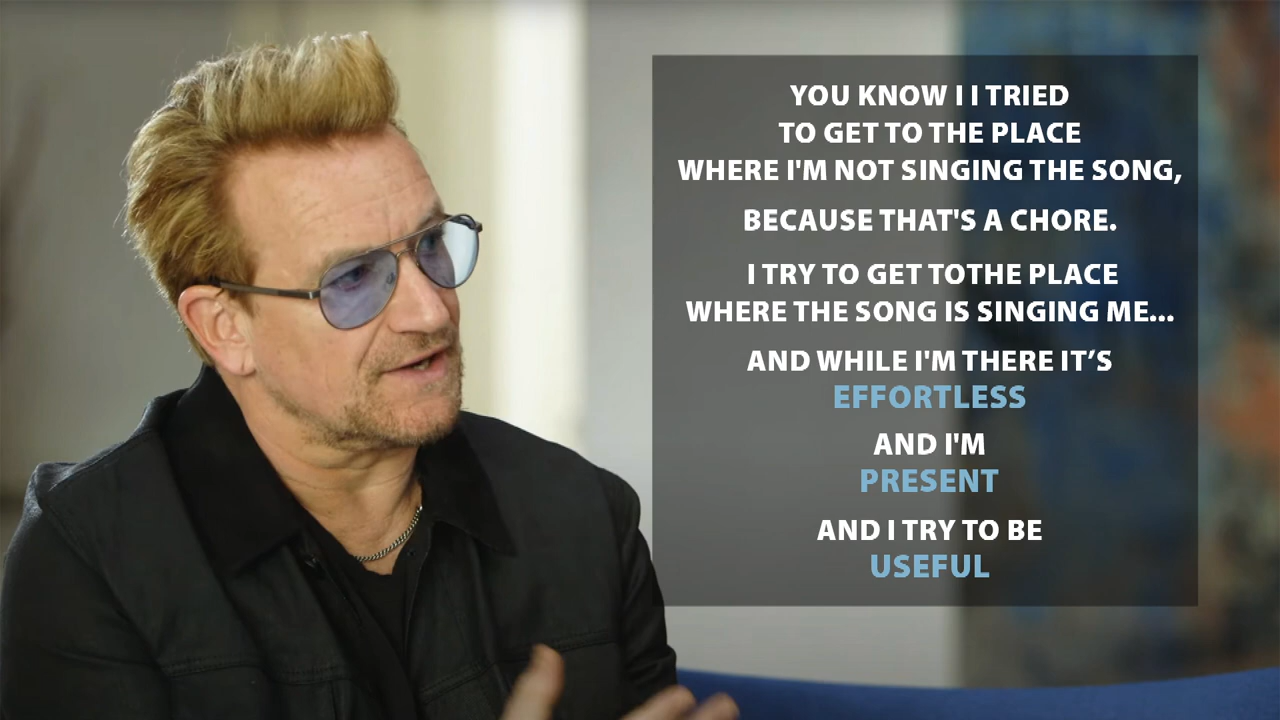 YOU KNOW I I TRIED
TO GET TO THE PLACE
WHERE I'M NOT SINGING THE SONG,
BECAUSE THAT'S A CHORE.
I TRY TO GET TOTHE PLACE
WHERE THE SONG IS SINGING ME...
AND WHILE I'M THERE IT’S
EFFORTLESS
AND I'M
PRESENT
AND I TRY TO BE
USEFUL